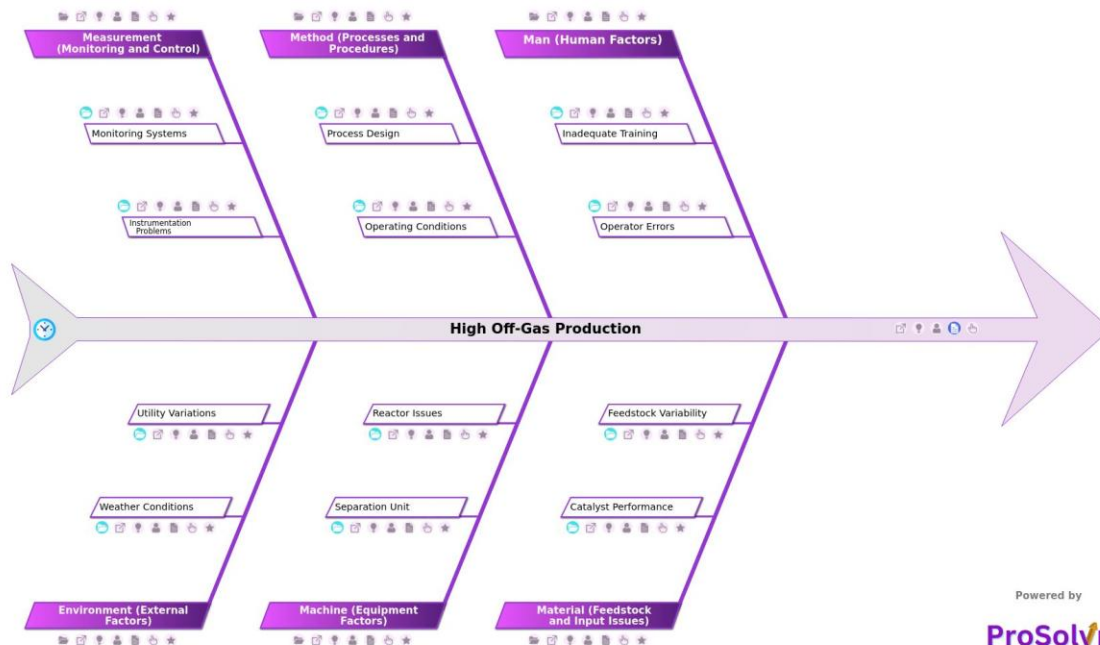 Measurement
(Monitoring and Control)
Method (Processes and
Procedures)
Man (Human Factors)
Monitoring Systems
Process Design
Inadequate Training
Instrumentation
Problems
Operating Conditions
Operator Errors
High Off-Gas Production
Utility Variations
Reactor Issues
Feedstock Variability
Weather Conditions
Separation Unit
Catalyst Performance
Environment (External
Factors)
Machine (Equipment
Factors)
Material (Feedstock
and Input Issues)
Powered by